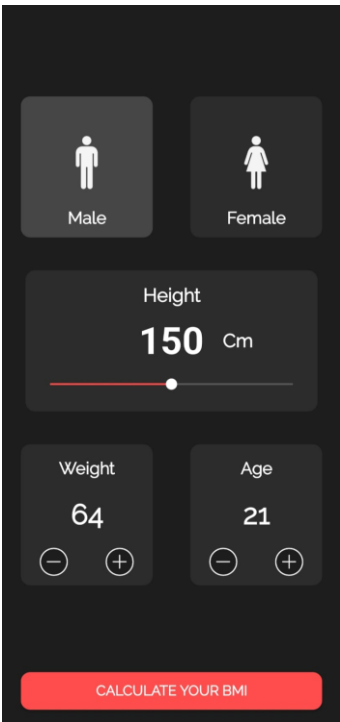 Male Female
Height
150 Cm
Weight Age
64 21
CALCULATE YOUR BMI